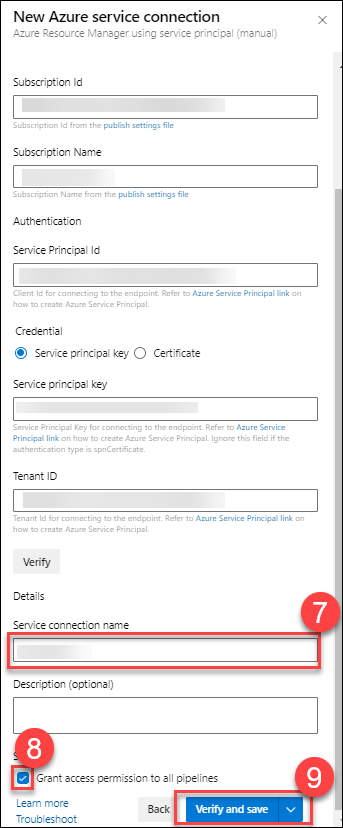 New Azure service connection
Azure Resource Manager using service principal (manual)
Subscription Id
Subscription Id from the publish settings file
Subscription Name
Subscription Name from the publish settings file
Authentication
Service Principal Id
Client Id for connecting to the endpoint. Refer to Azure Service Principal link on
how to create Azure Service Principal.
Credential
Service principal key
Certificate
Service principal key
Service Principal Key for connecting to the endpoint. Refer to Azure Service
Principal link on how to create Azure Service Principal. Ignore this field if the
authentication type is spnCertificate.
Tenant ID
Tenant Id for connecting to the endpoint. Refer to Azure Service Principal link on
how to create Azure Service Principal.
Verify
Details
7
Service connection name
Description (optional)
8
Grant access permission to all pipelines
9
Learn more
Troubleshoot
Back
Verify and save